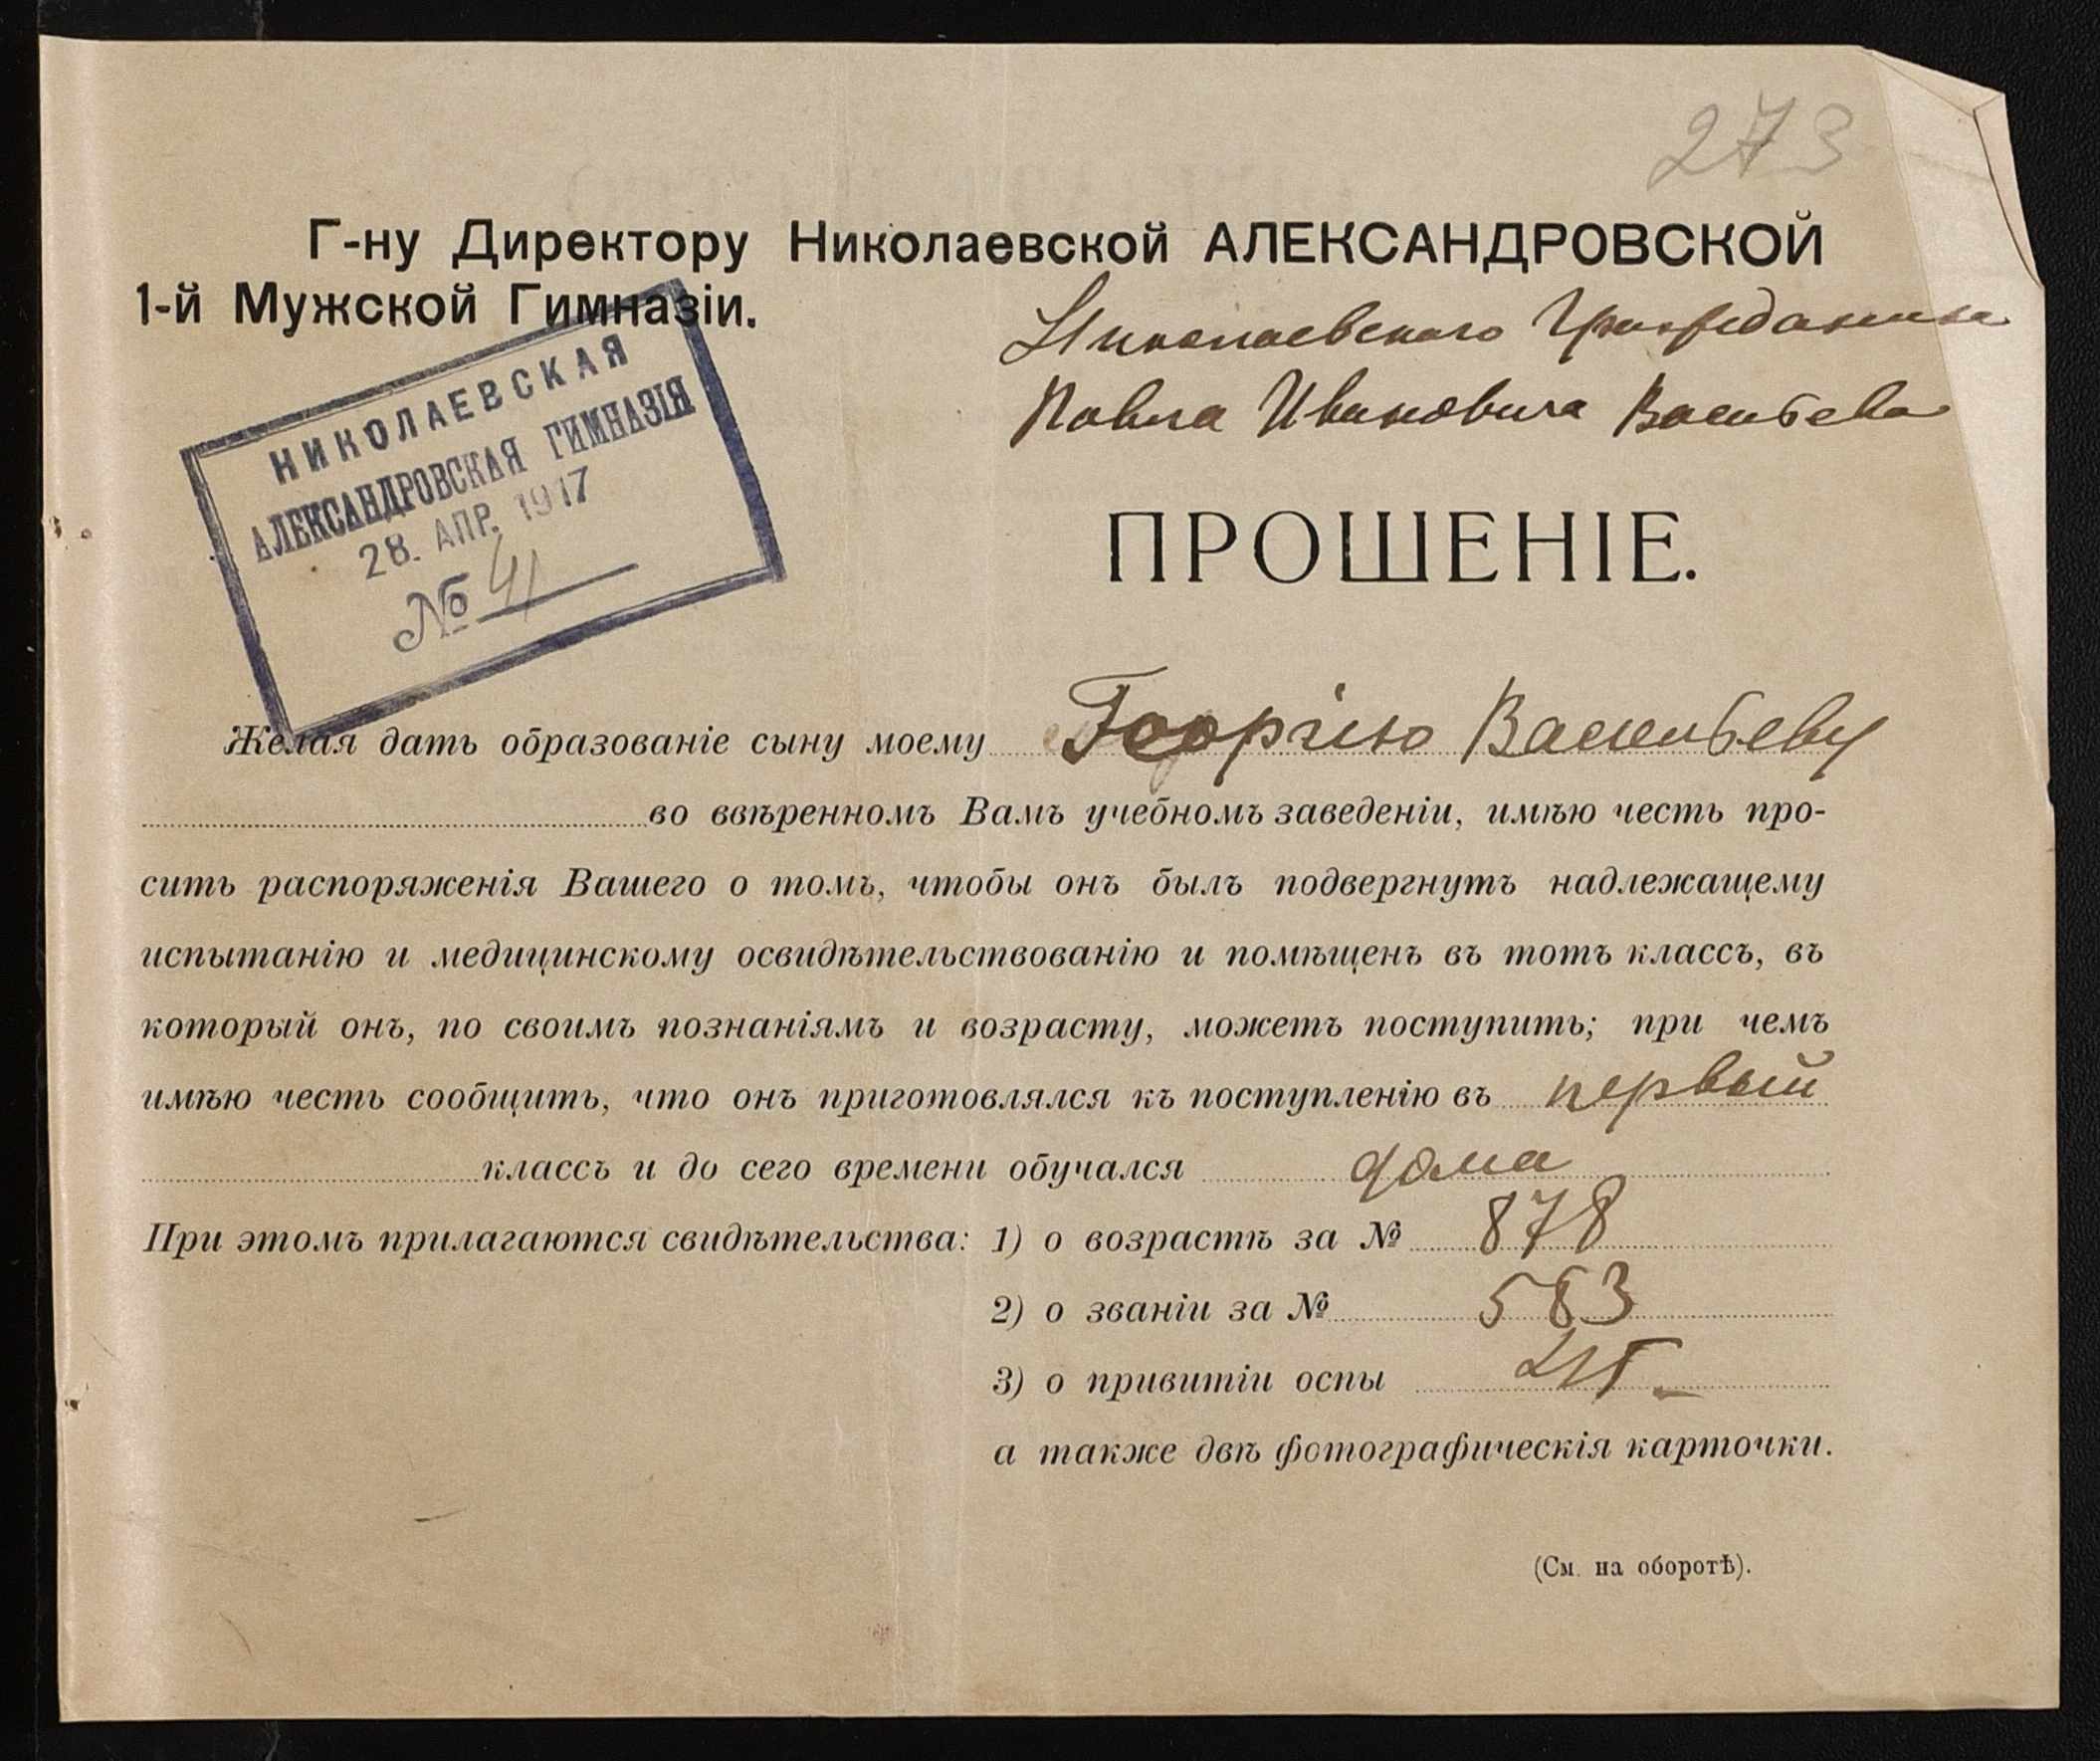 273
Г-ну Директору Николаевской АЛЕКСАНДРОВСКОЙ
1-й Мужской Гимназіи.
Николаевскаго Гражданина
Павла Ивановича Васильева
НИКОЛАЕВСКАЯ
АЛЕКСАНДРОВСКАЯ ГИМНАЗІЯ
28. АПР. 1917
№ 41
ПРОШЕНІЕ.
Желая дать образованіе сыну моему Георгію Васильеву
во ввѣренномъ Вамъ учебномъ заведеніи, имѣю честь про-
сить распоряженія Вашего о томъ, чтобы онъ былъ подвергнутъ надлежащему
испытанію и медицинскому освидѣтельствованію и помѣщенъ въ тотъ классъ, въ
который онъ, по своимъ познаніямъ и возрасту, можетъ поступить; при чемъ
имѣю честь сообщить, что онъ приготовлялся къ поступленію въ первый
классъ и до сего времени обучался дома
При этомъ прилагаются свидѣтельства: 1) о возрастѣ за № 878
2) о званіи за № 563
3) о привитіи оспы
а также двѣ фотографическія карточки.
(См. на оборотѣ).